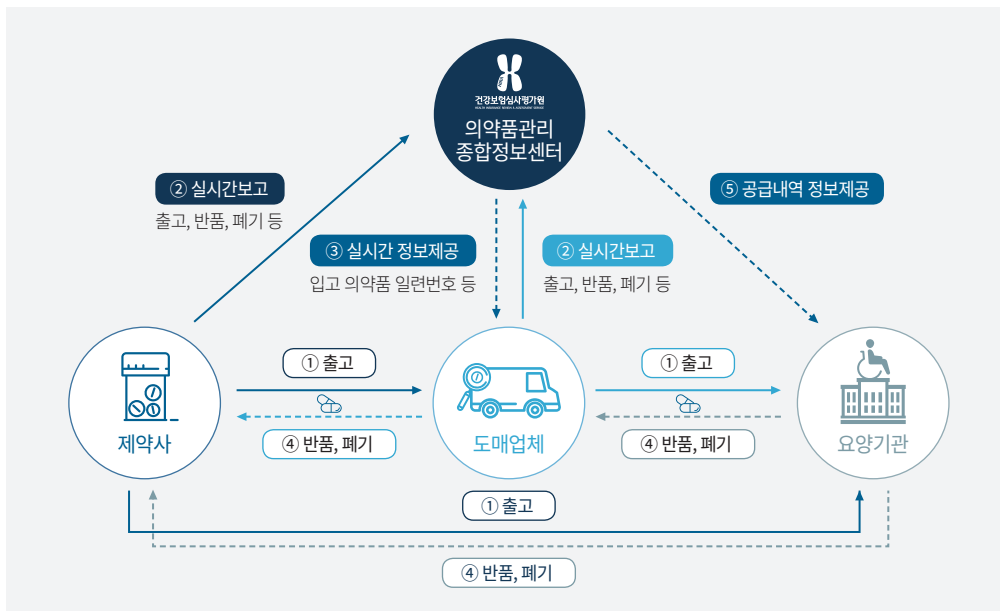 건강보험심사평가원
HEALTH INSURANCE REVIEW & ASSESSMENT SERVICE
의약품관리
종합정보센터
② 실시간보고
출고, 반품, 폐기 등
③ 실시간 정보제공
입고 의약품 일련번호 등
② 실시간보고
출고, 반품, 폐기 등
⑤ 공급내역 정보제공
① 출고
① 출고
④ 반품, 폐기
④ 반품, 폐기
제약사
도매업체
요양기관
① 출고
④ 반품, 폐기